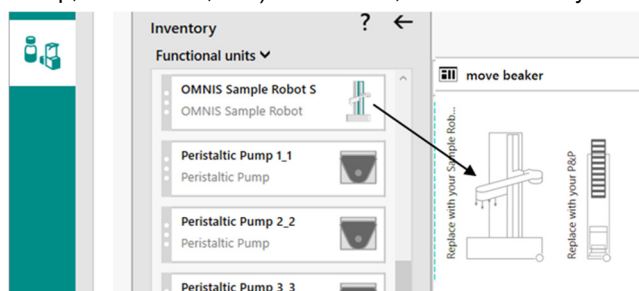 Inventory
?
Functional units
OMNIS Sample Robot S
OMNIS Sample Robot
Peristaltic Pump 1_1
Peristaltic Pump
Peristaltic Pump 2_2
Peristaltic Pump
Peristaltic Pump 3_3
move beaker
Replace with your Sample Rob...
Replace with your P&P